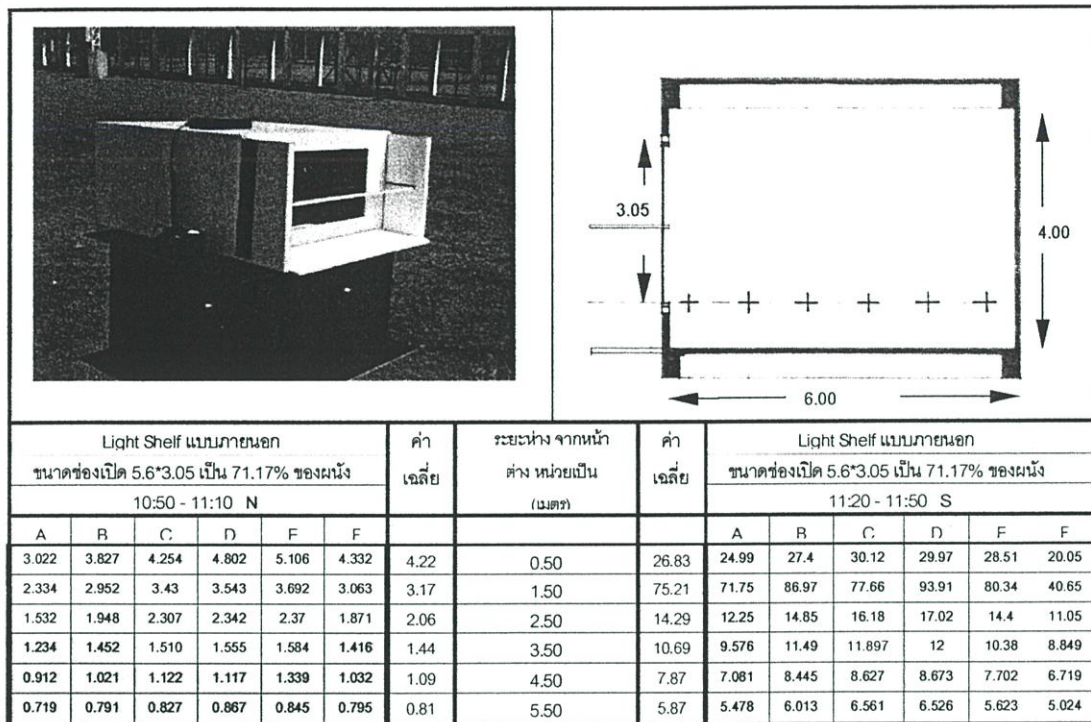 3.05
4.00
6.00
Light Shelf แบบภายนอก
ขนาดช่องเปิด 5.6*3.05 เป็น 71.17% ของผนัง
10:50 - 11:10 N
ค่า
เฉลี่ย
ระยะห่าง จากหน้า
ต่าง หน่วยเป็น
(เมตร)
ค่า
เฉลี่ย
Light Shelf แบบภายนอก
ขนาดช่องเปิด 5.6*3.05 เป็น 71.17% ของผนัง
11:20 - 11:50 S
A B C D E F A B C D E F
3.022 3.827 4.254 4.802 5.106 4.332 4.22 0.50 26.83 24.99 27.4 30.12 29.97 28.51 20.05
2.334 2.952 3.43 3.543 3.692 3.063 3.17 1.50 75.21 71.75 86.97 77.66 93.91 80.34 40.65
1.532 1.948 2.307 2.342 2.37 1.871 2.06 2.50 14.29 12.25 14.85 16.18 17.02 14.4 11.05
1.234 1.452 1.510 1.555 1.584 1.416 1.44 3.50 10.69 9.576 11.49 11.897 12 10.38 8.849
0.912 1.021 1.122 1.117 1.339 1.032 1.09 4.50 7.87 7.081 8.445 8.627 8.673 7.702 6.719
0.719 0.791 0.827 0.867 0.845 0.795 0.81 5.50 5.87 5.478 6.013 6.561 6.526 5.623 5.024